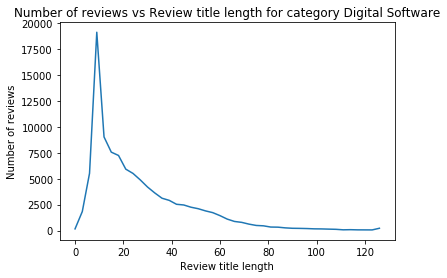 Number of reviews vs Review title length for category Digital Software
20000
17500
15000
12500
10000
7500
5000
2500
0
Number of reviews
0 20 40 60 80 100 120
Review title length